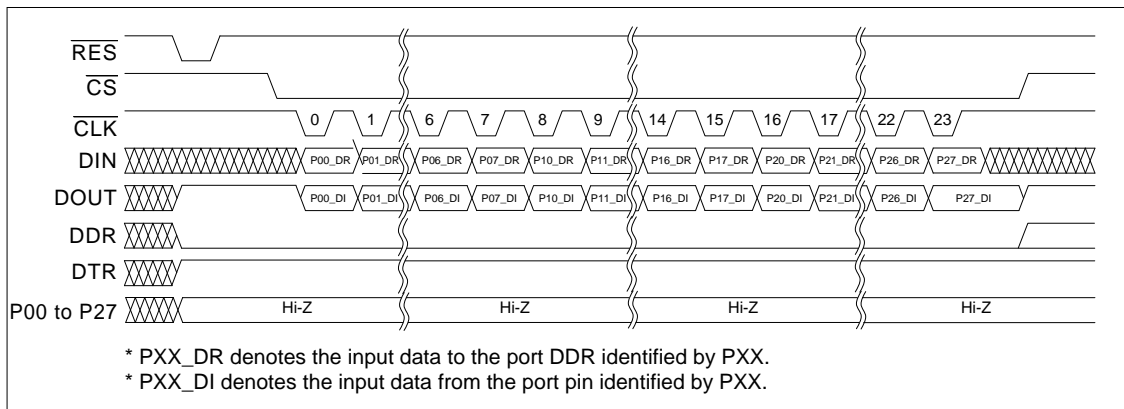 RES
CS
CLK 0 1 6 7 8 9 14 15 16 17 22 23
DIN P00_DR P01_DR P06_DR P07_DR P10_DR P11_DR P16_DR P17_DR P20_DR P21_DR P26_DR P27_DR
DOUT P00_DI P01_DI P06_DI P07_DI P10_DI P11_DI P16_DI P17_DI P20_DI P21_DI P26_DI P27_DI
DDR
DTR
P00 to P27 Hi-Z Hi-Z Hi-Z Hi-Z
* PXX_DR denotes the input data to the port DDR identified by PXX.
* PXX_DI denotes the input data from the port pin identified by PXX.